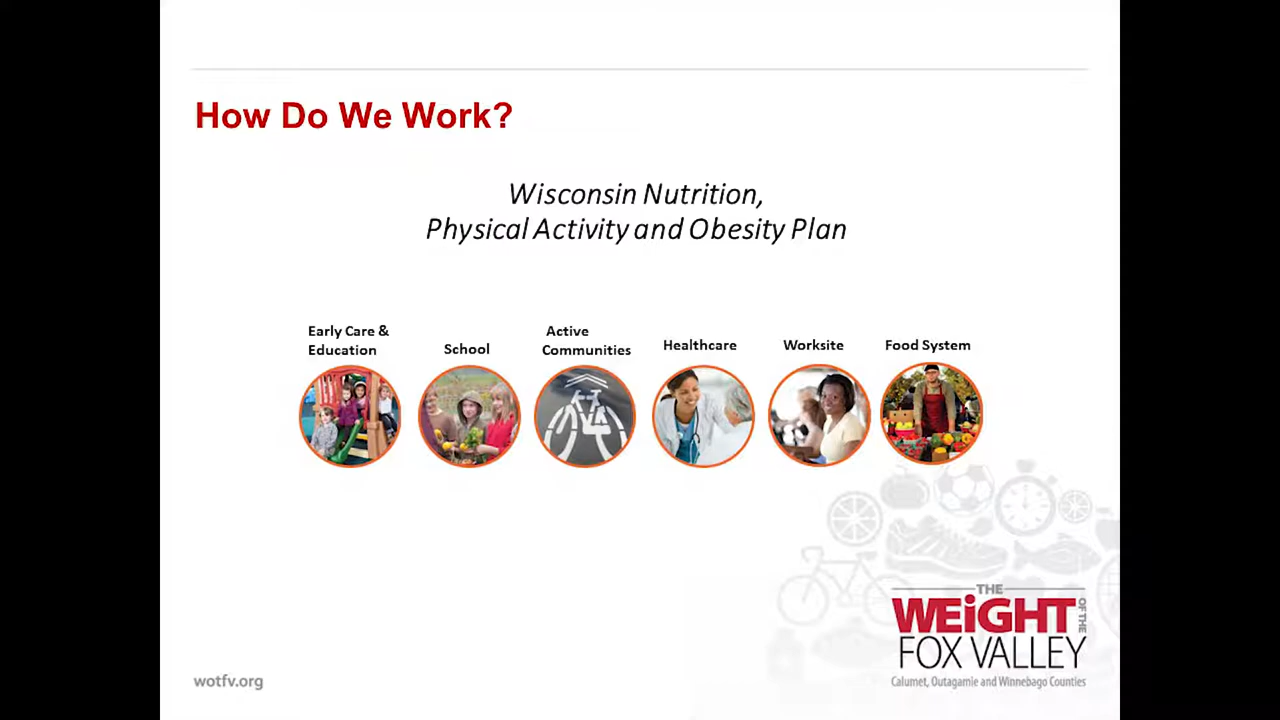 How Do We Work?
Wisconsin Nutrition,
Physical Activity and Obesity Plan
Early Care &
Education
School
Active
Communities
Healthcare
Worksite
Food System
THE
WEiGHT
OF THE
FOX VALLEY
Calumet, Outagamie and Winnebago Counties
wotfv.org